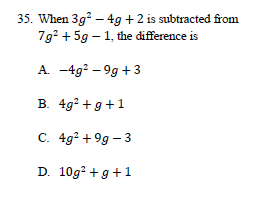 35. When 3g² – 4g + 2 is subtracted from
7g² + 5g – 1, the difference is
A. –4g² – 9g + 3
B. 4g² + g + 1
C. 4g² + 9g – 3
D. 10g² + g + 1